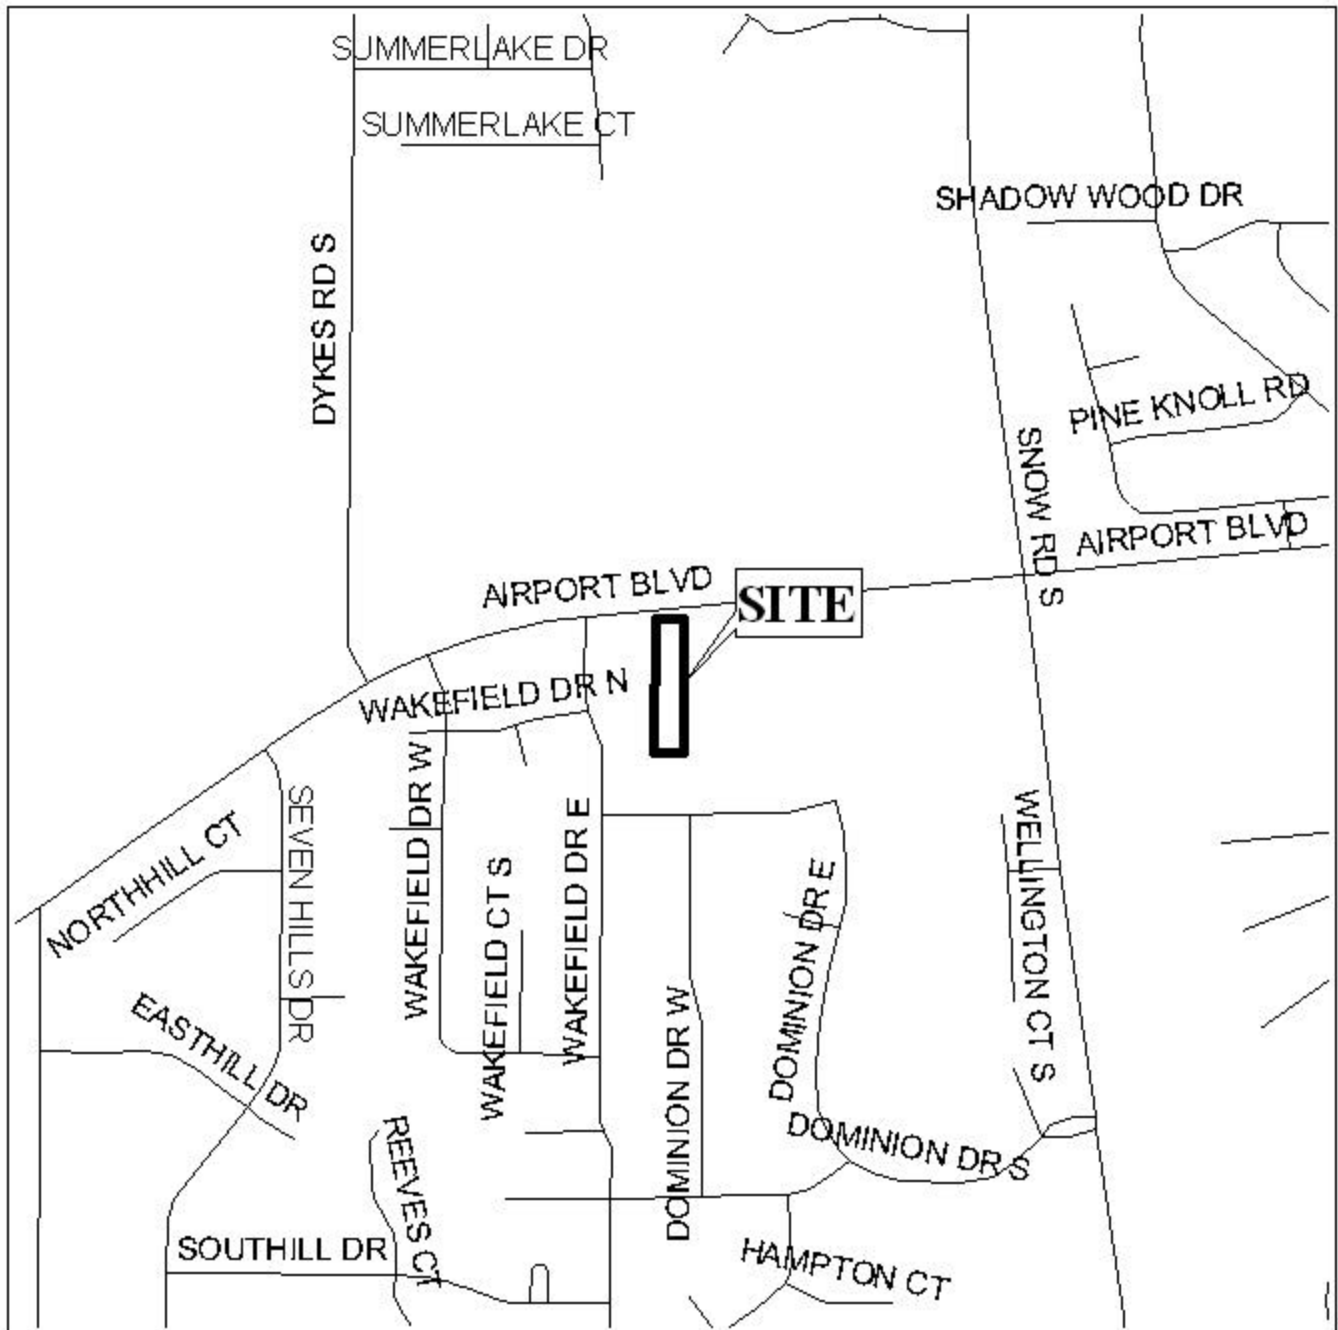 SUMMERLAKE DR
SUMMERLAKE CT
SHADOW WOOD DR
DYKES RD S
PINE KNOLL RD
SNOW RD S
AIRPORT BLVD
AIRPORT BLVD
SITE
WAKEFIELD DR N
WAKEFIELD DR W
SEVEN HILLS DR
NORTHHILL CT
WAKEFIELD CT S
WAKEFIELD DR E
WELLINGTON CT S
DOMINION DR E
EASTHILL DR
DOMINION DR W
DOMINION DR S
REEVES CT
SOUTHILL DR
HAMPTON CT